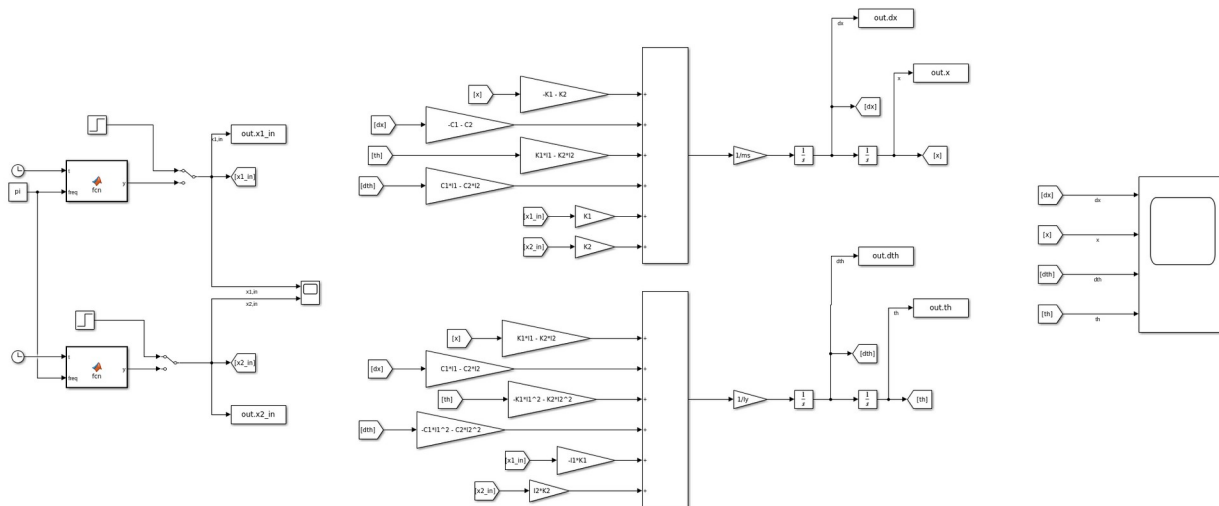 out.x1_in
x1,in
[x1_in]
t
freq
y
fcn
pi
x1,in
x2,in
t
freq
y
fcn
[x2_in]
out.x2_in
[x]
-K1 - K2
[dx]
-C1 - C2
[th]
K1*l1 - K2*l2
[dth]
C1*l1 - C2*l2
[x1_in]
K1
[x2_in]
K2
+
+
+
+
+
+
1/ms
1
s
dx
out.dx
[dx]
1
s
x
out.x
[x]
[x]
K1*l1 - K2*l2
[dx]
C1*l1 - C2*l2
[th]
-K1*l1^2 - K2*l2^2
[dth]
-C1*l1^2 - C2*l2^2
[x1_in]
-l1*K1
[x2_in]
l2*K2
+
+
+
+
+
+
1/Iy
1
s
dth
out.dth
[dth]
1
s
th
out.th
[th]
[dx]
dx
[x]
x
[dth]
dth
[th]
th